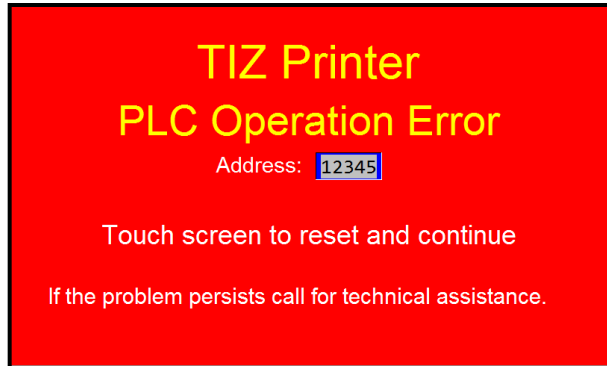 TIZ Printer
PLC Operation Error
Address: 12345
Touch screen to reset and continue
If the problem persists call for technical assistance.